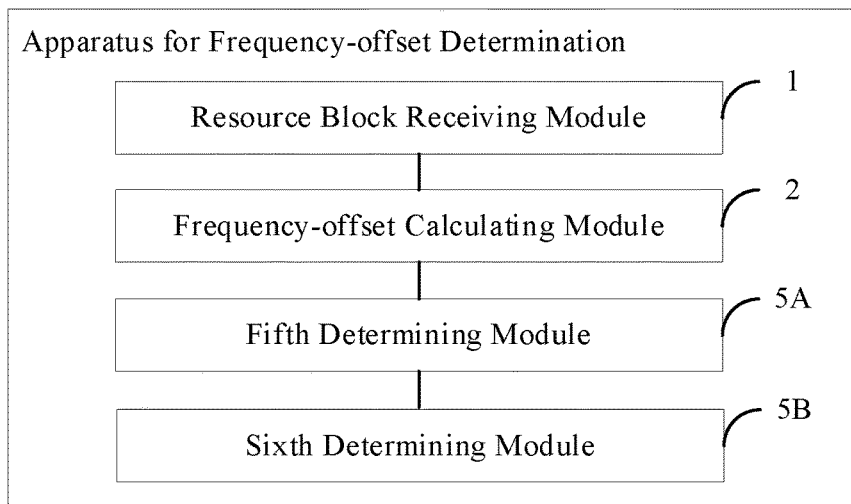 Apparatus for Frequency-offset Determination
1
Resource Block Receiving Module
2
Frequency-offset Calculating Module
5A
Fifth Determining Module
5B
Sixth Determining Module